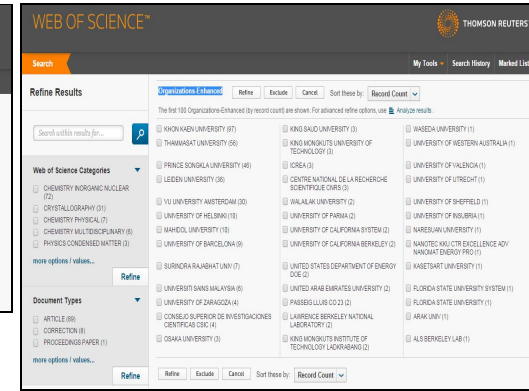 WEB OF SCIENCE™
THOMSON REUTERS
Search
My Tools
Search History
Marked List
Refine Results
Search within results for...
Web of Science Categories
CHEMISTRY INORGANIC NUCLEAR
(72)
CRYSTALLOGRAPHY (31)
CHEMISTRY PHYSICAL (7)
CHEMISTRY MULTIDISCIPLINARY (6)
PHYSICS CONDENSED MATTER (3)
more options / values...
Refine
Document Types
ARTICLE (89)
CORRECTION (8)
PROCEEDINGS PAPER (1)
more options / values...
Refine
Organizations-Enhanced
Refine
Exclude
Cancel
Sort these by:
Record Count
The first 100 Organizations-Enhanced (by record count) are shown. For advanced refine options, use Analyze results.
KHON KAEN UNIVERSITY (97)
THAMMASAT UNIVERSITY (56)
PRINCE SONGKLA UNIVERSITY (46)
LEIDEN UNIVERSITY (36)
VU UNIVERSITY AMSTERDAM (30)
UNIVERSITY OF HELSINKI (18)
MAHIDOL UNIVERSITY (10)
UNIVERSITY OF BARCELONA (9)
SURINDRA RAJABHAT UNIV (7)
UNIVERSITI SAINS MALAYSIA (6)
UNIVERSITY OF ZARAGOZA (4)
CONSEJO SUPERIOR DE INVESTIGACIONES
CIENTIFICAS CSIC (4)
OSAKA UNIVERSITY (3)
KING SAUD UNIVERSITY (3)
KING MONGKUTS UNIVERSITY OF
TECHNOLOGY (3)
ICREA (3)
CENTRE NATIONAL DE LA RECHERCHE
SCIENTIFIQUE CNRS (3)
WALAILAK UNIVERSITY (2)
UNIVERSITY OF PARMA (2)
UNIVERSITY OF CALIFORNIA SYSTEM (2)
UNIVERSITY OF CALIFORNIA BERKELEY (2)
UNITED STATES DEPARTMENT OF ENERGY
DOE (2)
UNITED ARAB EMIRATES UNIVERSITY (2)
PASSEIG LLUIS CO 23 (2)
LAWRENCE BERKELEY NATIONAL
LABORATORY (2)
KING MONGKUTS INSTITUTE OF
TECHNOLOGY LADKRABANG (2)
WASEDA UNIVERSITY (1)
UNIVERSITY OF WESTERN AUSTRALIA (1)
UNIVERSITY OF VALENCIA (1)
UNIVERSITY OF UTRECHT (1)
UNIVERSITY OF SHEFFIELD (1)
UNIVERSITY OF INSUBRIA (1)
NARESUAN UNIVERSITY (1)
NANOTEC KKU CTR EXCELLENCE ADV
NANOMAT ENERGY PRO (1)
KASETSART UNIVERSITY (1)
FLORIDA STATE UNIVERSITY SYSTEM (1)
FLORIDA STATE UNIVERSITY (1)
ARAK UNIV (1)
ALS BERKELEY LAB (1)
Refine
Exclude
Cancel
Sort these by:
Record Count